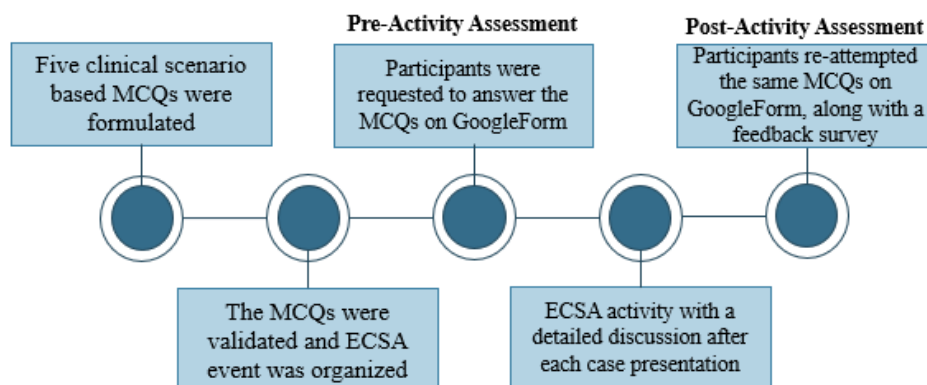 Five clinical scenario
based MCQs were
formulated
The MCQs were
validated and ECSA
event was organized
Pre-Activity Assessment
Participants were
requested to answer the
MCQs on GoogleForm
ECSA activity with a
detailed discussion after
each case presentation
Post-Activity Assessment
Participants re-attempted
the same MCQs on
GoogleForm, along with a
feedback survey